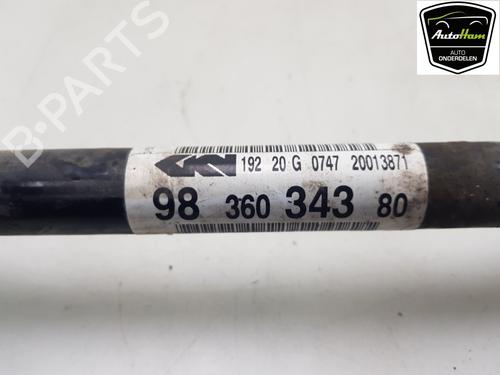 AutoHam
AUTO
ONDERDELEN
B-PARTS
GKN 192 20 G 0747 20013871
98 360 343 80